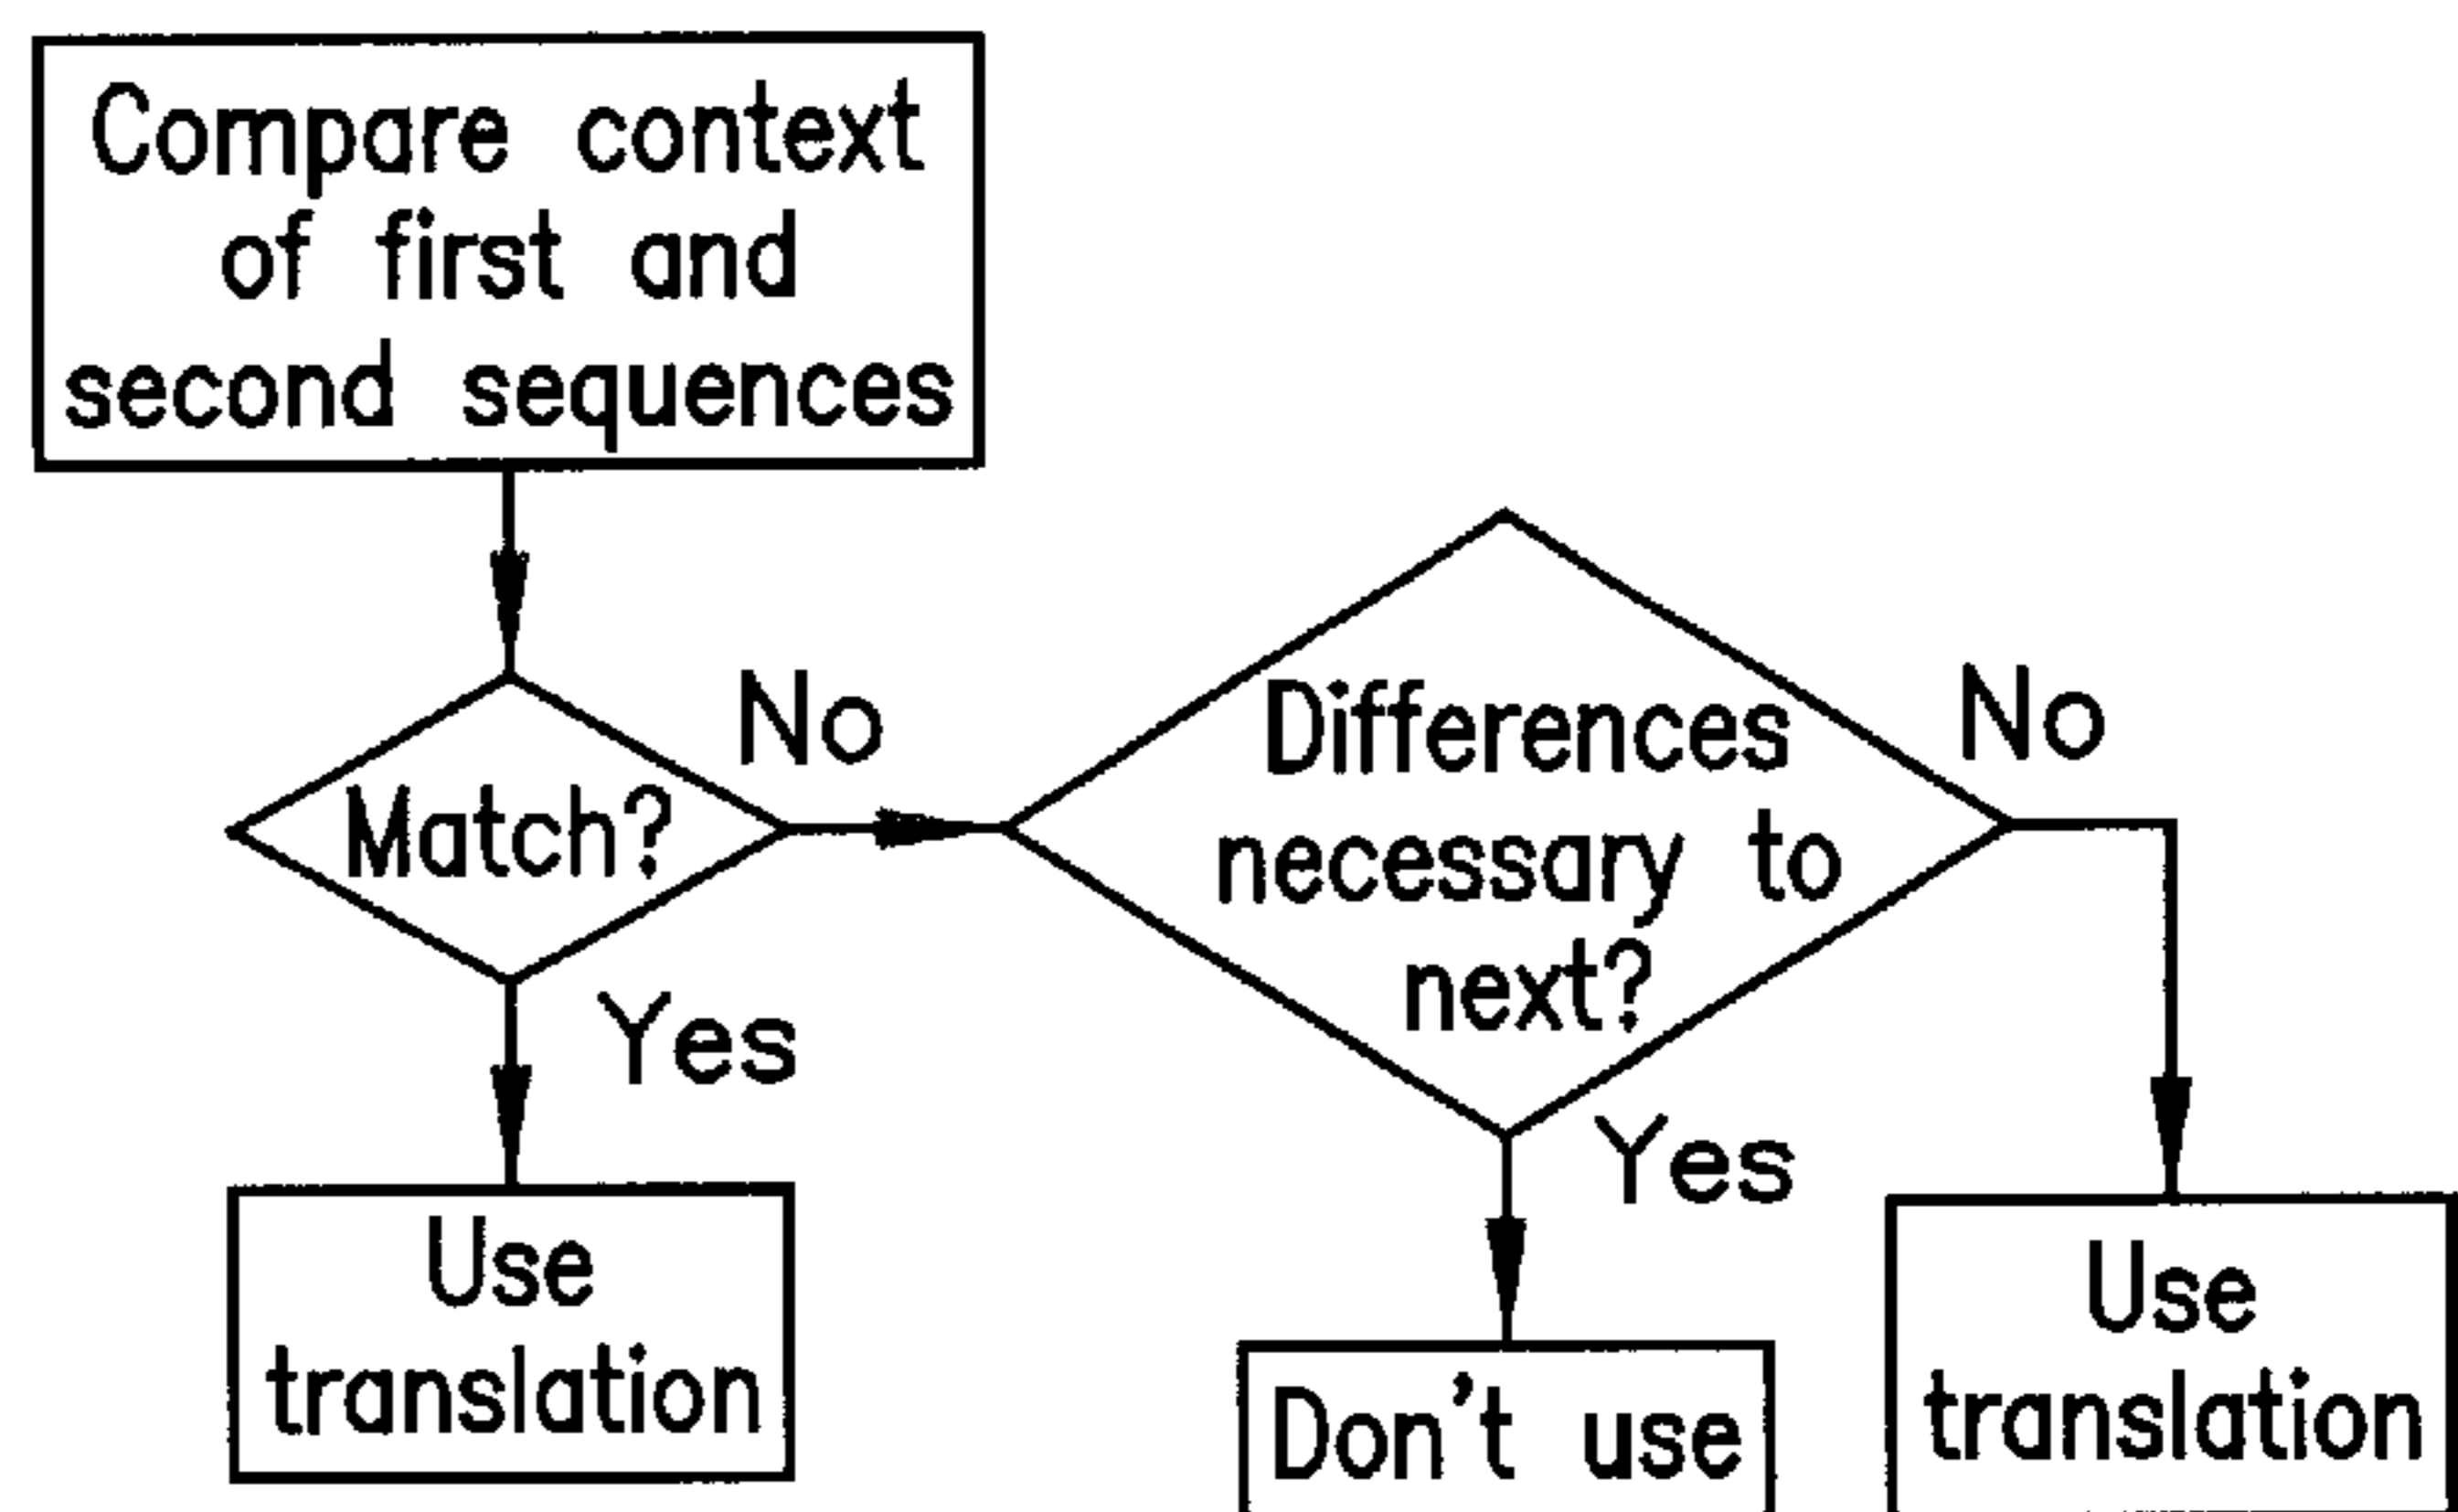 Compare context
of first and
second sequences
No
Match?
Yes
Use
translation
Differences
necessary to
next?
No
Yes
Don't use
Use
translation